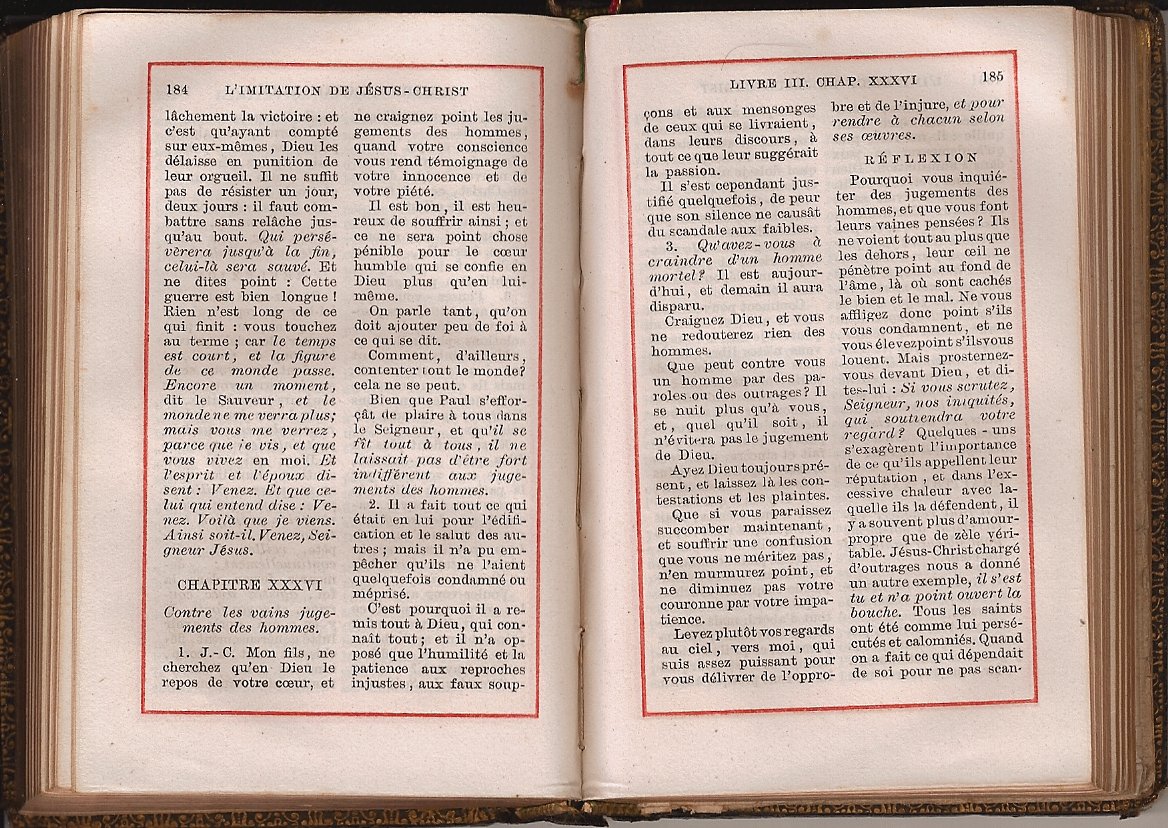 184 L'IMITATION DE JÉSUS-CHRIST
lâchement la victoire : et
c'est qu'ayant compté
sur eux-mêmes, Dieu les
délaisse en punition de
leur orgueil. Il ne suffit
pas de résister un jour,
deux jours : il faut com-
battre sans relâche jus-
qu'au bout. Qui persé-
vèrera jusqu'à la fin,
celui-là sera sauvé. Et
ne dites point : Cette
guerre est bien longue !
Rien n'est long de ce
qui finit : vous touchez
au terme ; car le temps
est court, et la figure
de ce monde passe.
Encore un moment,
dit le Sauveur, et le
monde ne me verra plus;
mais vous me verrez,
parce que je vis, et que
vous vivez en moi. Et
l'esprit et l'époux di-
sent : Venez. Et que ce-
lui qui entend dise : Ve-
nez. Voilà que je viens.
Ainsi soit-il. Venez, Sei-
gneur Jésus.
CHAPITRE XXXVI
Contre les vains juge-
ments des hommes.
1. J.-C. Mon fils, ne
cherchez qu'en Dieu le
repos de votre cœur, et
ne craignez point les ju-
gements des hommes,
quand votre conscience
vous rend témoignage de
votre innocence et de
votre piété.
Il est bon, il est heu-
reux de souffrir ainsi ; et
ce ne sera point chose
pénible pour le cœur
humble qui se confie en
Dieu plus qu'en lui-
même.
On parle tant, qu'on
doit ajouter peu de foi à
ce qui se dit.
Comment, d'ailleurs,
contenter tout le monde?
cela ne se peut.
Bien que Paul s'effor-
çât de plaire à tous dans
le Seigneur, et qu'il se
fît tout à tous, il ne
laissait pas d'être fort
indifférent aux juge-
ments des hommes.
2. Il a fait tout ce qui
était en lui pour l'édifi-
cation et le salut des au-
tres ; mais il n'a pu em-
pêcher qu'ils ne l'aient
quelquefois condamné ou
méprisé.
C'est pourquoi il a re-
mis tout à Dieu, qui con-
naît tout ; et il n'a op-
posé que l'humilité et la
patience aux reproches
injustes, aux faux soup-
LIVRE III. CHAP. XXXVI 185
çons et aux mensonges
de ceux qui se livraient,
dans leurs discours, à
tout ce que leur suggérait
la passion.
Il s'est cependant jus-
tifié quelquefois, de peur
que son silence ne causât
du scandale aux faibles.
3. Qu'avez-vous à
craindre d'un homme
mortel? Il est aujour-
d'hui, et demain il aura
disparu.
Craignez Dieu, et vous
ne redouterez rien des
hommes.
Que peut contre vous
un homme par des pa-
roles ou des outrages? Il
se nuit plus qu'à vous,
et, quel qu'il soit, il
n'évitera pas le jugement
de Dieu.
Ayez Dieu toujours pré-
sent, et laissez là les con-
testations et les plaintes.
Que si vous paraissez
succomber maintenant,
et souffrir une confusion
que vous ne méritez pas,
n'en murmurez point, et
ne diminuez pas votre
couronne par votre impa-
tience.
Levez plutôt vos regards
au ciel, vers moi, qui
suis assez puissant pour
vous délivrer de l'oppro-
bre et de l'injure, et pour
rendre à chacun selon
ses œuvres.
RÉFLEXION
Pourquoi vous inquié-
ter des jugements des
hommes, et que vous font
leurs vaines pensées? Ils
ne voient tout au plus que
les dehors, leur œil ne
pénètre point au fond de
l'âme, là où sont cachés
le bien et le mal. Ne vous
affligez donc point s'ils
vous condamnent, et ne
vous élevez point s'ils vous
louent. Mais prosternez-
vous devant Dieu, et di-
tes-lui : Si vous scrutez,
Seigneur, nos iniquités,
qui soutiendra votre
regard? Quelques-uns
s'exagèrent l'importance
de ce qu'ils appellent leur
réputation, et dans l'ex-
cessive chaleur avec la-
quelle ils la défendent, il
y a souvent plus d'amour-
propre que de zèle véri-
table. Jésus-Christ chargé
d'outrages nous a donné
un autre exemple, il s'est
tu et n'a point ouvert la
bouche. Tous les saints
ont été comme lui persé-
cutés et calomniés. Quand
on a fait ce qui dépendait
de soi pour ne pas scan-